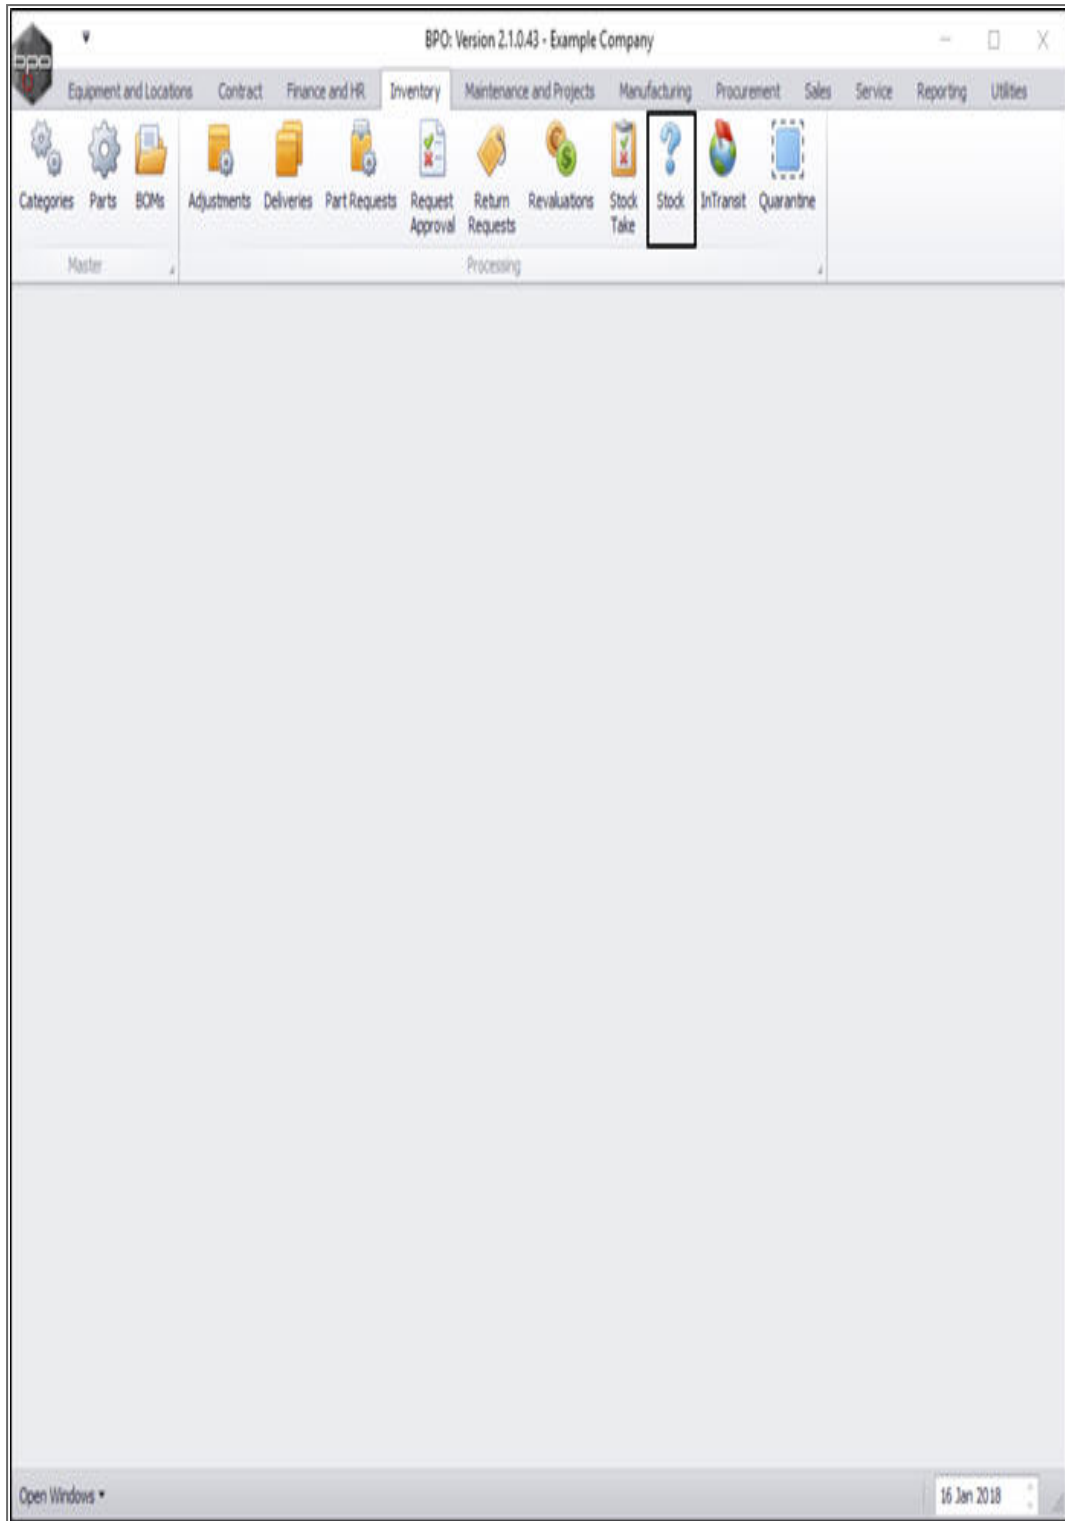 BPO: Version 2.1.0.43 - Example Company
bpo
Equipment and Locations Contract Finance and HR Inventory Maintenance and Projects Manufacturing Procurement Sales Service Reporting Utilities
Categories Parts BOMs Adjustments Deliveries Part Requests Request Approval Return Requests Revaluations Stock Take Stock InTransit Quarantine
Master Processing
Open Windows 16 Jan 2018